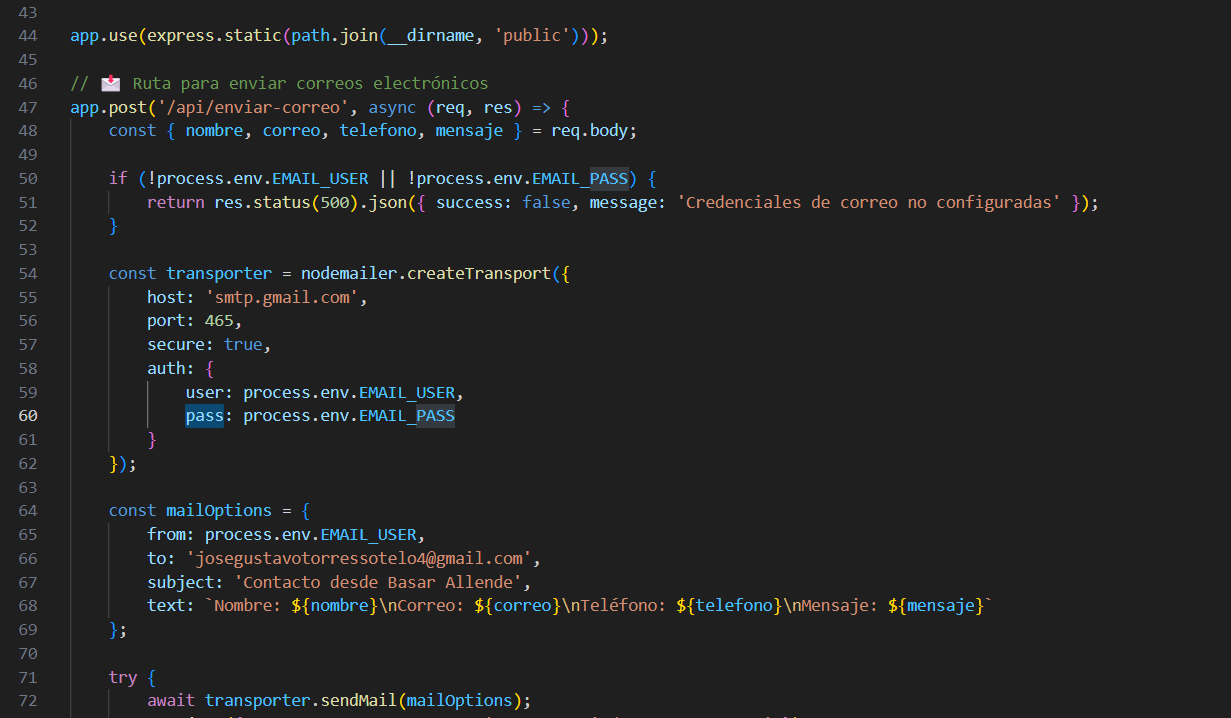 43
44 app.use(express.static(path.join(__dirname, 'public')));
45
46 // 📩 Ruta para enviar correos electrónicos
47 app.post('/api/enviar-correo', async (req, res) => {
48     const { nombre, correo, telefono, mensaje } = req.body;
49
50     if (!process.env.EMAIL_USER || !process.env.EMAIL_PASS) {
51         return res.status(500).json({ success: false, message: 'Credenciales de correo no configuradas' });
52     }
53
54     const transporter = nodemailer.createTransport({
55         host: 'smtp.gmail.com',
56         port: 465,
57         secure: true,
58         auth: {
59             user: process.env.EMAIL_USER,
60             pass: process.env.EMAIL_PASS
61         }
62     });
63
64     const mailOptions = {
65         from: process.env.EMAIL_USER,
66         to: 'josegustavotorressotelo4@gmail.com',
67         subject: 'Contacto desde Basar Allende',
68         text: `Nombre: ${nombre}\nCorreo: ${correo}\nTeléfono: ${telefono}\nMensaje: ${mensaje}`
69     };
70
71     try {
72         await transporter.sendMail(mailOptions);